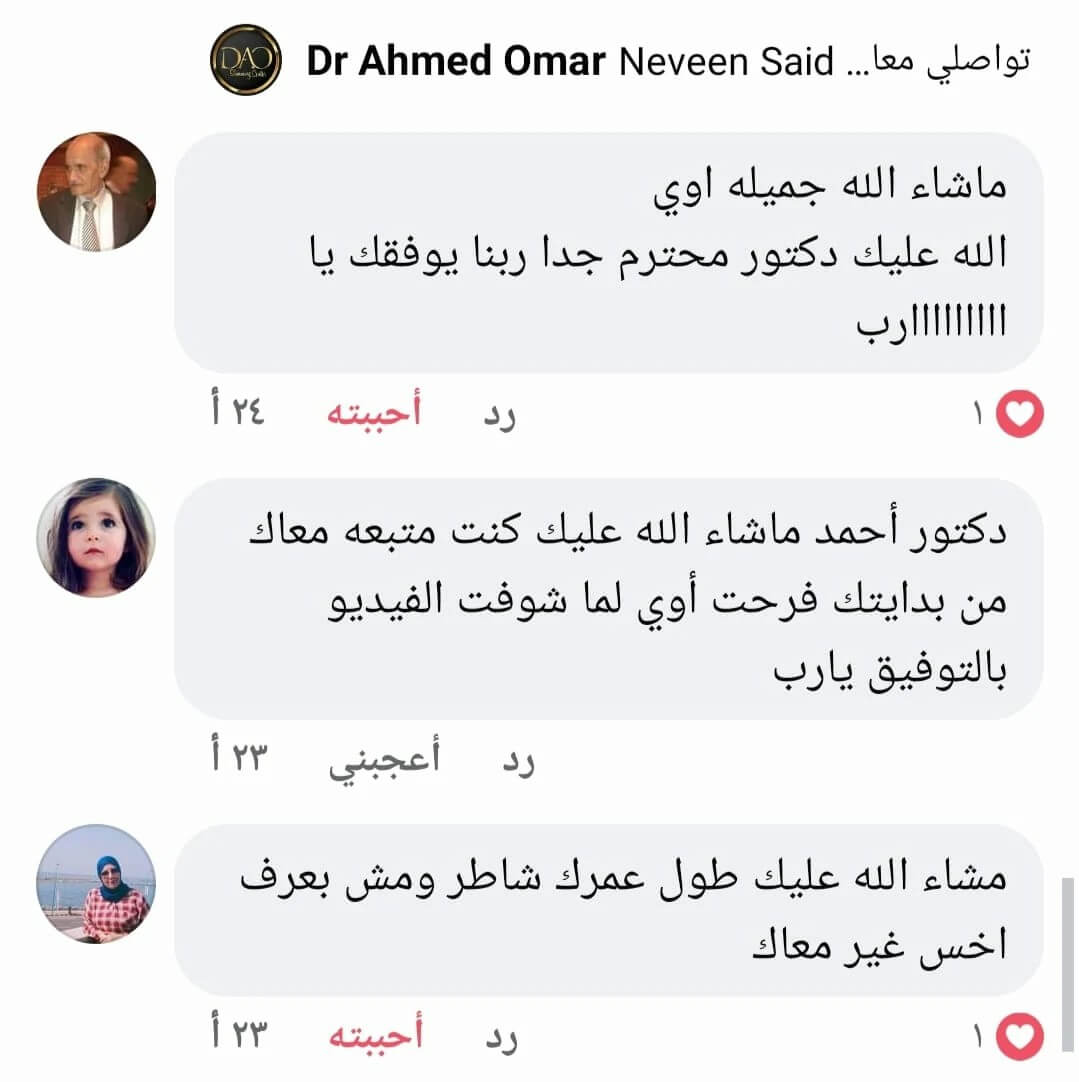 Dr Ahmed Omar Neveen Said تواصلي معا...
ماشاء الله جميله اوي
الله عليك دكتور محترم جدا ربنا يوفقك يا
اااااااااارب
٢٤ أ أحببته رد ١
دكتور أحمد ماشاء الله عليك كنت متبعه معاك
من بدايتك فرحت أوي لما شوفت الفيديو
بالتوفيق يارب
٢٣ أ أعجبني رد
مشاء الله عليك طول عمرك شاطر ومش بعرف
اخس غير معاك
٢٣ أ أحببته رد ١